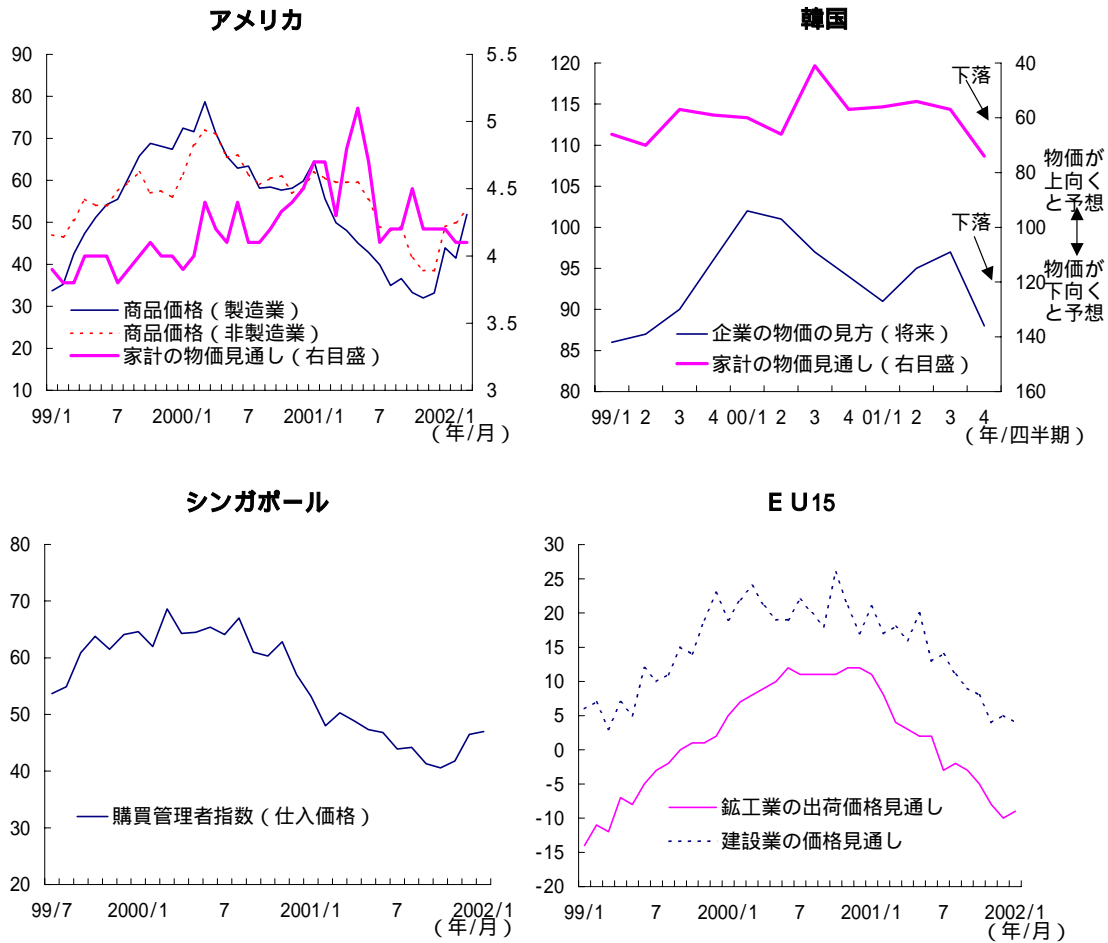 アメリカ
90
80
70
60
50
40
30
20
10
5.5
5
4.5
4
3.5
3
商品価格(製造業)
商品価格(非製造業)
家計の物価見通し(右目盛)
99/1 7 2000/1 7 2001/1 7 2002/1
(年/月)
韓国
120
115
110
105
100
95
90
85
80
40
60
80
100
120
140
160
下落
下落
物価が
上向く
と予想
物価が
下向く
と予想
企業の物価の見方(将来)
家計の物価見通し(右目盛)
99/1 2 3 4 00/1 2 3 4 01/1 2 3 4
(年/四半期)
シンガポール
80
70
60
50
40
30
20
購買管理者指数(仕入価格)
99/7 2000/1 7 2001/1 7 2002/1
(年/月)
EU15
30
25
20
15
10
5
0
-5
-10
-15
-20
鉱工業の出荷価格見通し
建設業の価格見通し
99/1 7 2000/1 7 2001/1 7 2002/1
(年/月)